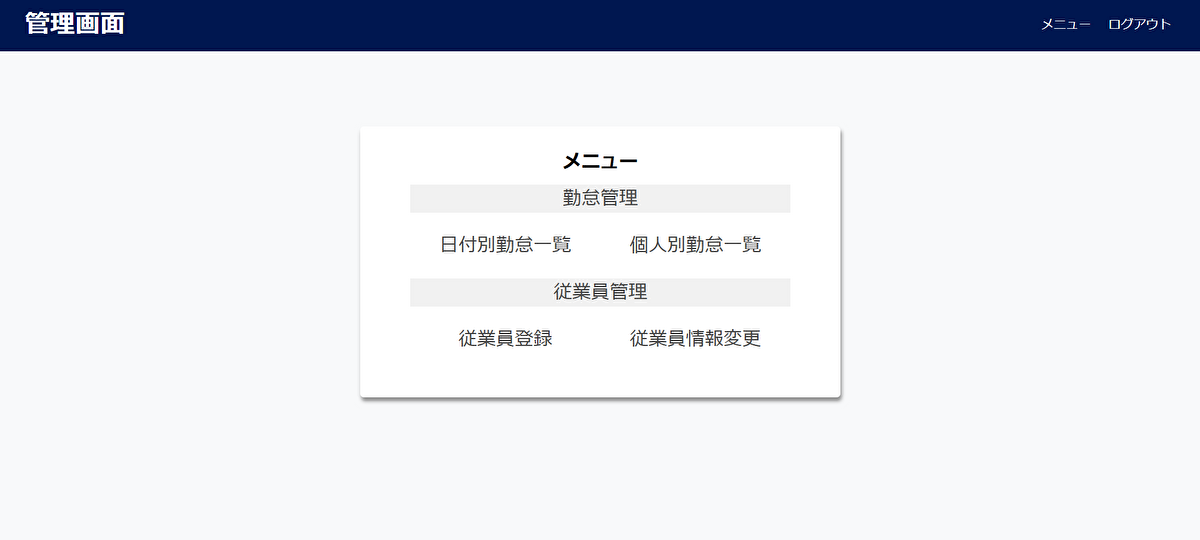 管理画面
メニュー ログアウト
メニュー
勤怠管理
日付別勤怠一覧 個人別勤怠一覧
従業員管理
従業員登録 従業員情報変更